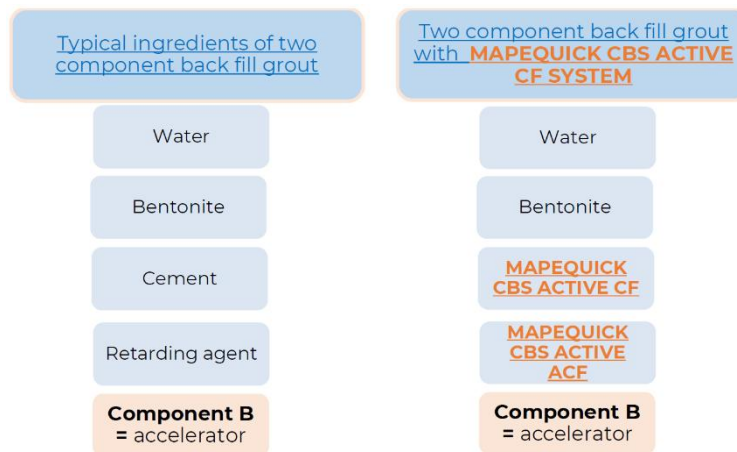 Typical ingredients of two
component back fill grout
Water
Bentonite
Cement
Retarding agent
Component B
= accelerator
Two component back fill grout
with MAPEQUICK CBS ACTIVE
CF SYSTEM
Water
Bentonite
MAPEQUICK
CBS ACTIVE CF
MAPEQUICK
CBS ACTIVE
ACF
Component B
= accelerator